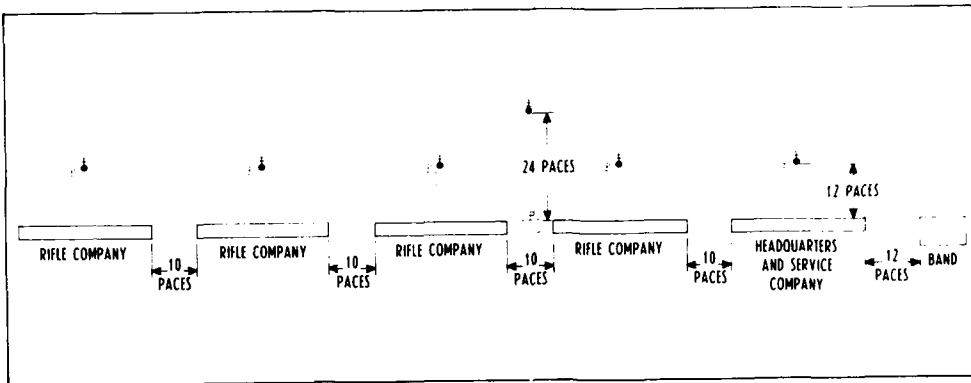 24 PACES
12 PACES
RIFLE COMPANY
RIFLE COMPANY
RIFLE COMPANY
RIFLE COMPANY
HEADQUARTERS
AND SERVICE
COMPANY
BAND
10
PACES
10
PACES
10
PACES
10
PACES
12
PACES